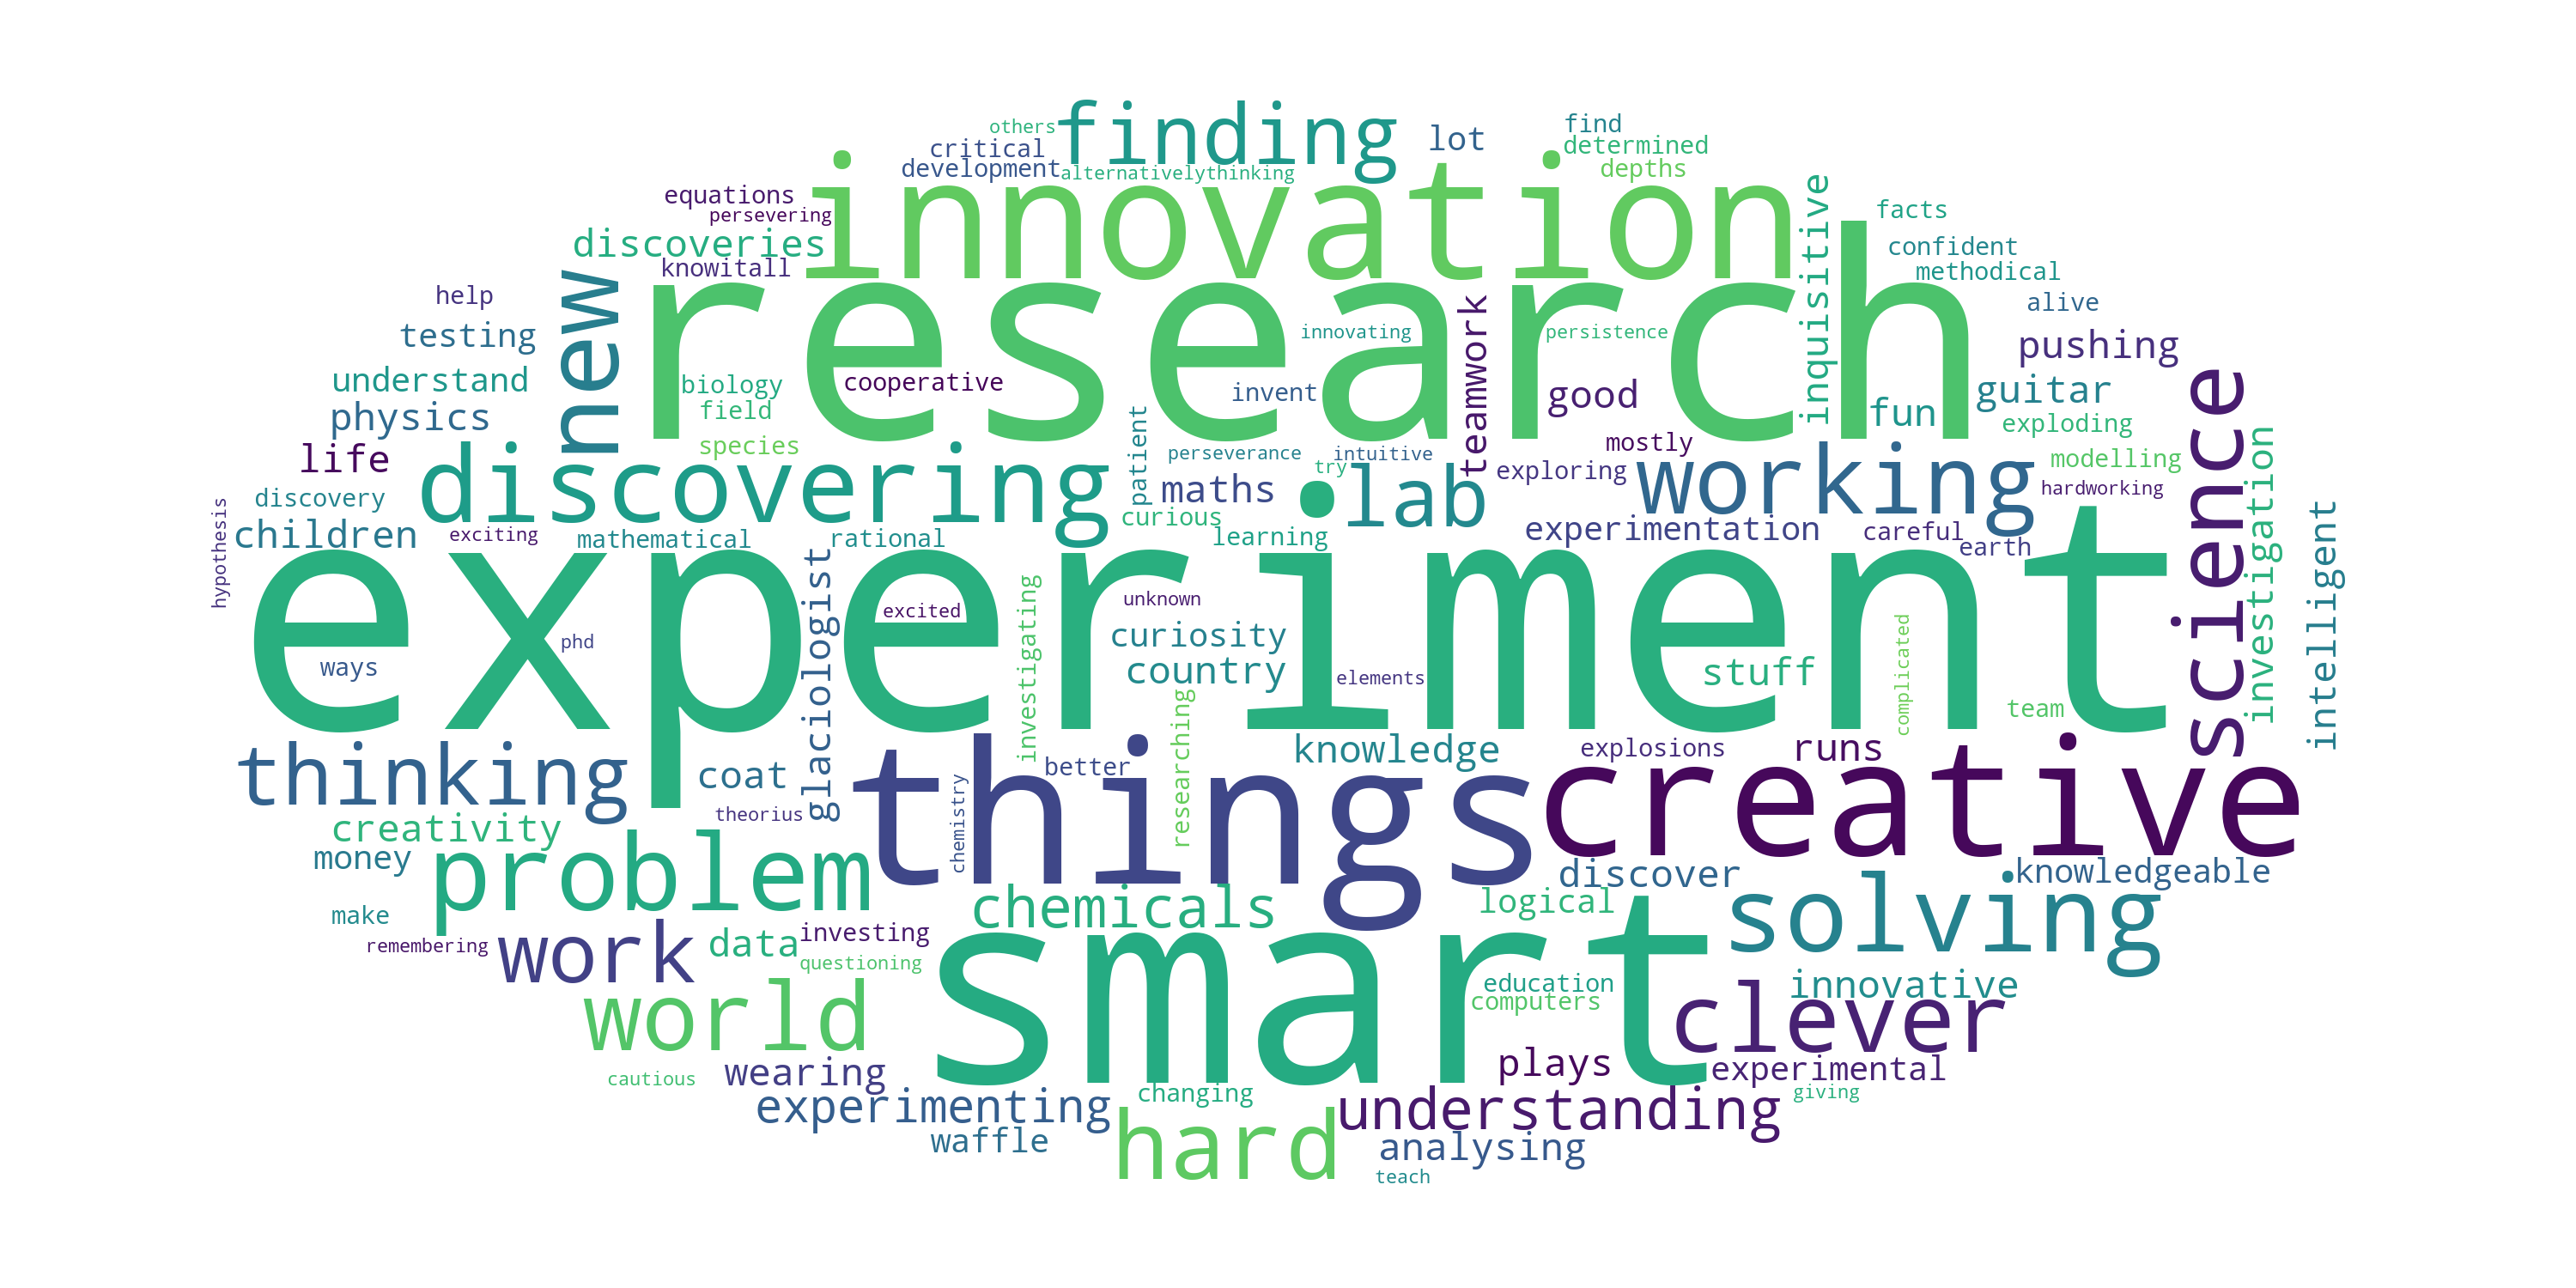 others
finding
lot
find
critical
determined
development
alternativelythinking
depths
innovation
equations
persevering
discoveries
knowitall
inquisitive
facts
confident
methodical
help
new
research
alive
testing
innovating
teamwork
persistence
pushing
understand
biology
cooperative
invent
good
fun
guitar
physics
field
exploding
science
species
patient
perseverance
intuitive
mostly
life
discovering
try
exploring
working
modelling
investigation
discovery
maths
lab
hardworking
hypothesis
children
exciting
mathematical
rational
curious
learning
experimentation
careful
earth
intelligent
experiment
phd
ways
glaciologist
excited
investigating
unknown
curiosity
country
elements
stuff
complicated
team
researching
thinking
coat
better
knowledge
explosions
runs
theorius
chemistry
things
creative
creativity
money
problem
discover
knowledgeable
make
remembering
work
data
investing
questioning
chemicals
logical
solving
world
smart
education
computers
innovative
clever
cautious
wearing
plays
experimental
experimenting
changing
giving
waffle
hard
understanding
analysing
teach